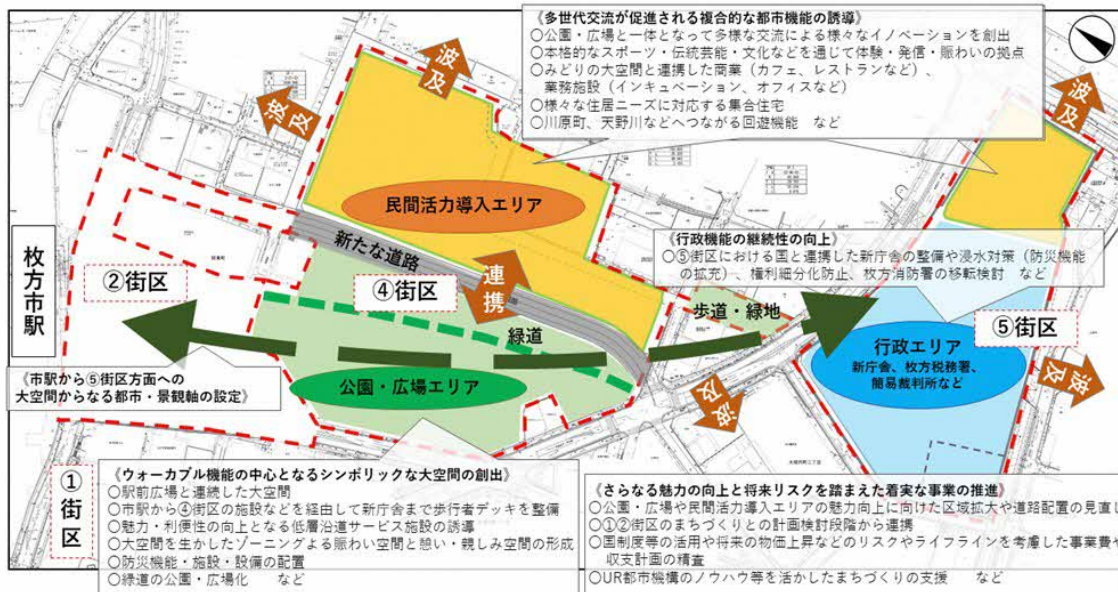 《多世代交流が促進される複合的な都市機能の誘導》
○公園・広場と一体となって多様な交流による様々なイノベーションを創出
○本格的なスポーツ・伝統芸能・文化などを通じて体験・発信・賑わいの拠点
○みどりの大空間と連携した商業（カフェ、レストランなど）、
業務施設（インキュベーション、オフィスなど）
○様々な住居ニーズに対応する集合住宅
○川原町、天野川などへつながる回遊機能　など
波及
波及
波及
民間活力導入エリア
新たな道路
《行政機能の継続性の向上》
○⑤街区における国と連携した新庁舎の整備や浸水対策（防災機能
の拡充）、権利細分化防止、枚方消防署の移転検討　など
枚方市駅
②街区
④街区
連携
歩道・緑地
⑤街区
緑道
行政エリア
新庁舎、枚方税務署、
簡易裁判所など
公園・広場エリア
波及
波及
《市駅から⑤街区方面への
大空間からなる都市・景観軸の設定》
①街区
《ウォーカブル機能の中心となるシンボリックな大空間の創出》
○駅前広場と連続した大空間
○市駅から④街区の施設などを経由して新庁舎まで歩行者デッキを整備
○魅力・利便性の向上となる低層沿道サービス施設の誘導
○大空間を生かしたゾーニングよる賑わい空間と憩い・親しみ空間の形成
○防災機能・施設・設備の配置
○緑道の公園・広場化　など
《さらなる魅力の向上と将来リスクを踏まえた着実な事業の推進》
○公園・広場や民間活力導入エリアの魅力向上に向けた区域拡大や道路配置の見直し
○①②街区のまちづくりとの計画検討段階から連携
○国制度等の活用や将来の物価上昇などのリスクやライフラインを考慮した事業費や
収支計画の精査
○UR都市機構のノウハウ等を活かしたまちづくりの支援　など